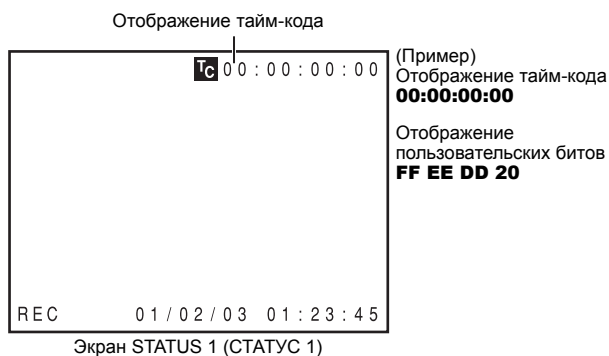 Отображение тайм-кода
TC 00:00:00:00
(Пример)
Отображение тайм-кода
00:00:00:00
Отображение
пользовательских битов
FF EE DD 20
REC 01/02/03 01:23:45
Экран STATUS 1 (СТАТУС 1)